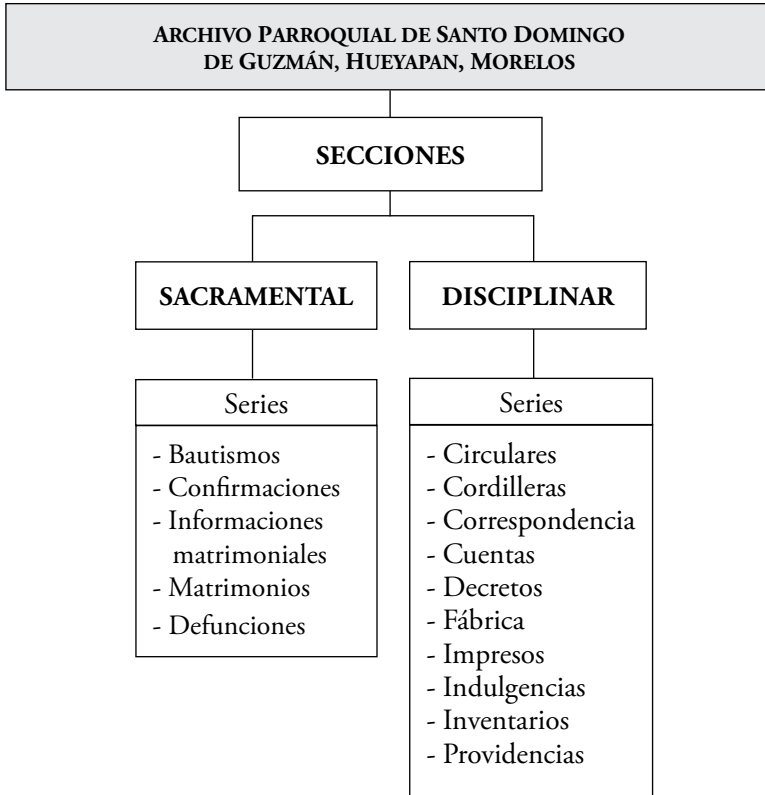 ARCHIVO PARROQUIAL DE SANTO DOMINGO
DE GUZMÁN, HUEYAPAN, MORELOS
SECCIONES
SACRAMENTAL
Series
- Bautismos
- Confirmaciones
- Informaciones
matrimoniales
- Matrimonios
- Defunciones
DISCIPLINAR
Series
- Circulares
- Cordilleras
- Correspondencia
- Cuentas
- Decretos
- Fábrica
- Impresos
- Indulgencias
- Inventarios
- Providencias